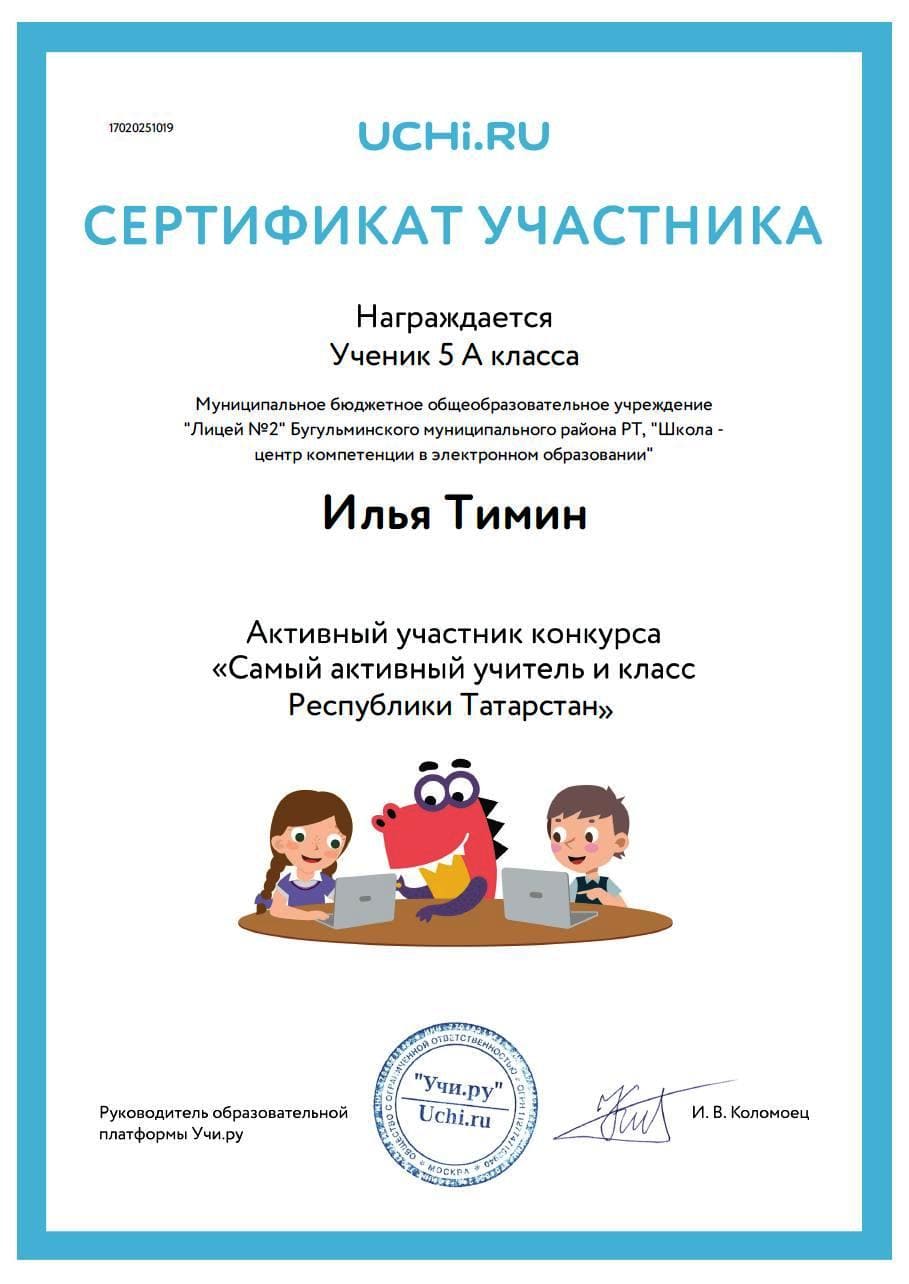 17020251019
UCHi.RU
СЕРТИФИКАТ УЧАСТНИКА
Награждается
Ученик 5 А класса
Муниципальное бюджетное общеобразовательное учреждение
"Лицей №2" Бугульминского муниципального района РТ, "Школа -
центр компетенции в электронном образовании"
Илья Тимин
Активный участник конкурса
«Самый активный учитель и класс
Республики Татарстан»
ОБЩЕСТВО С ОГРАНИЧЕННОЙ ОТВЕТСТВЕННОСТЬЮ
"Учи.ру"
Uchi.ru
МОСКВА
Руководитель образовательной
платформы Учи.ру
И. В. Коломоец